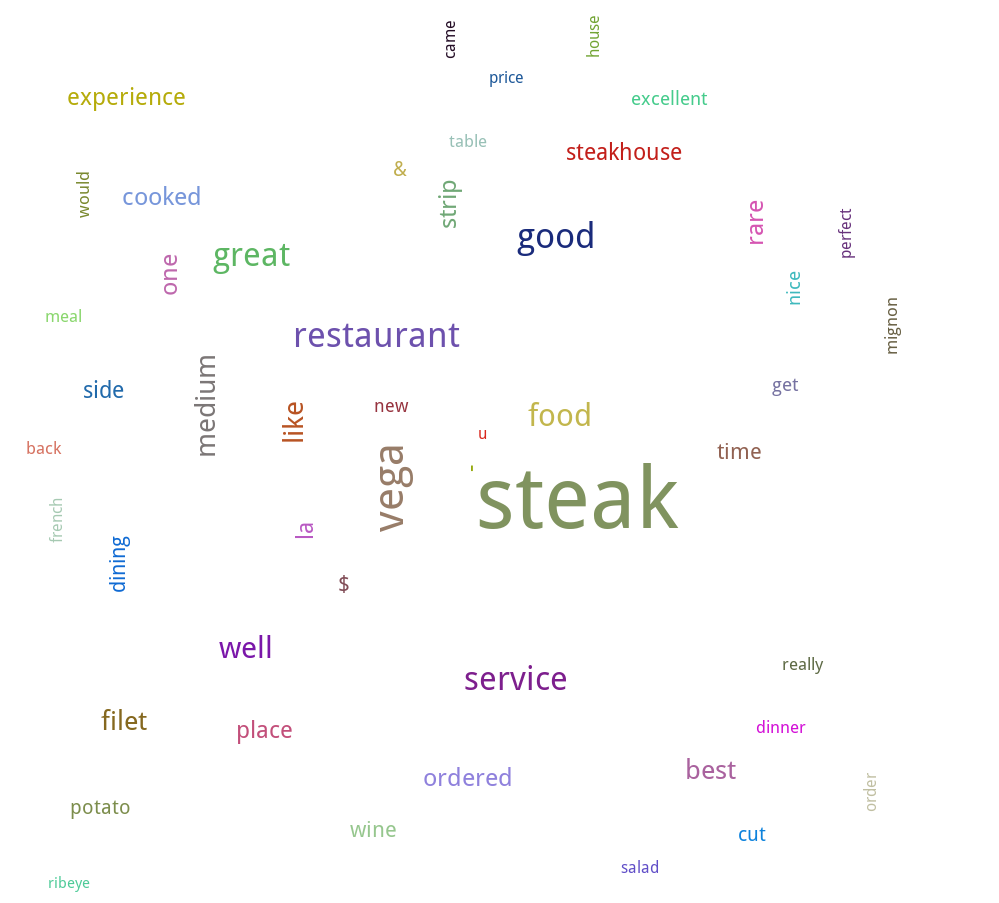 came
house
price
experience
excellent
table
steakhouse
&
would
cooked
strip
rare
perfect
good
great
one
nice
meal
mignon
restaurant
side
medium
get
new
like
food
u
back
time
vega
'
steak
french
la
dining
$
well
really
service
filet
place
dinner
best
ordered
order
potato
wine
cut
salad
ribeye